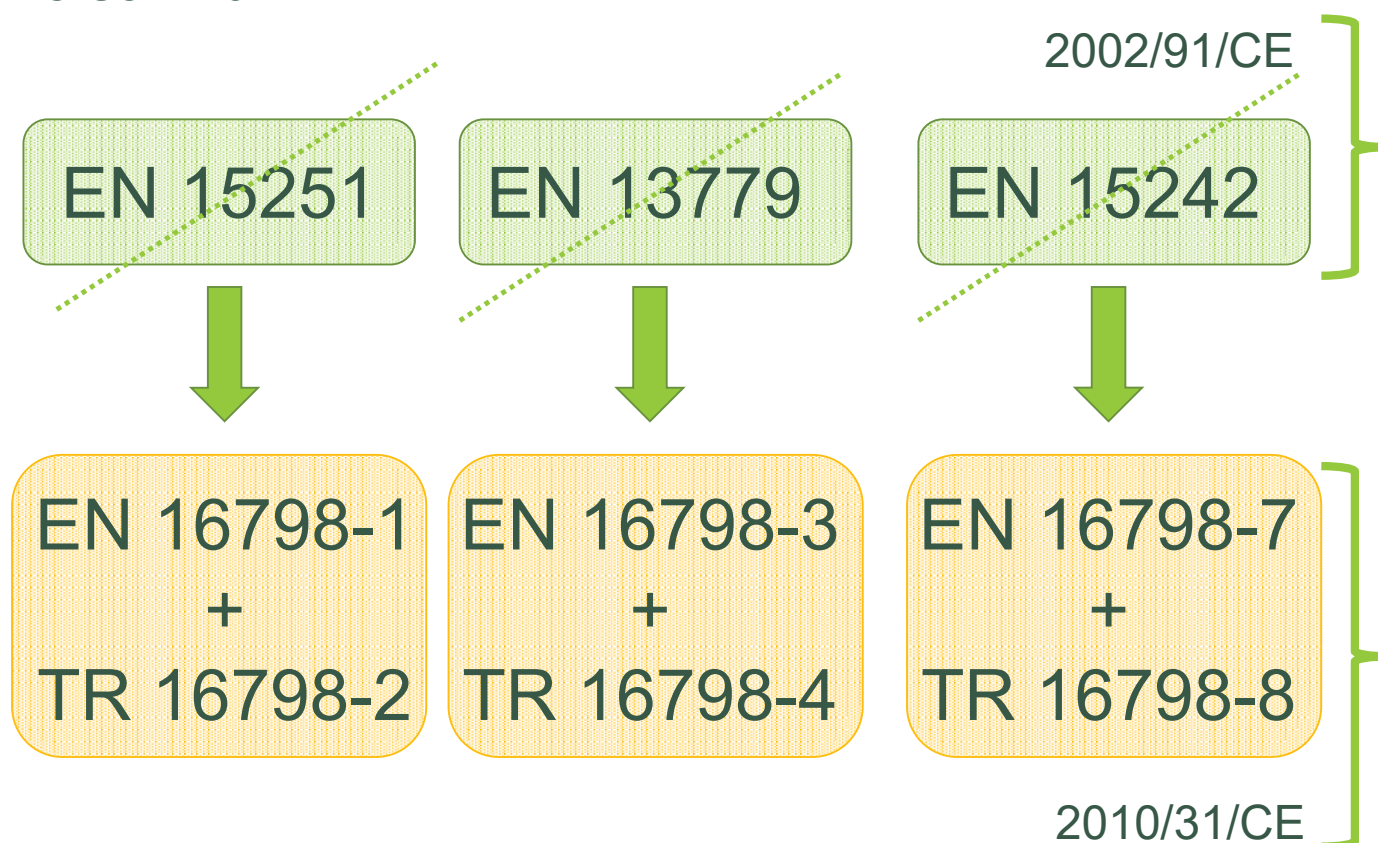 2002/91/CE
EN 15251
EN 13779
EN 15242
EN 16798-1
+
TR 16798-2
EN 16798-3
+
TR 16798-4
EN 16798-7
+
TR 16798-8
2010/31/CE